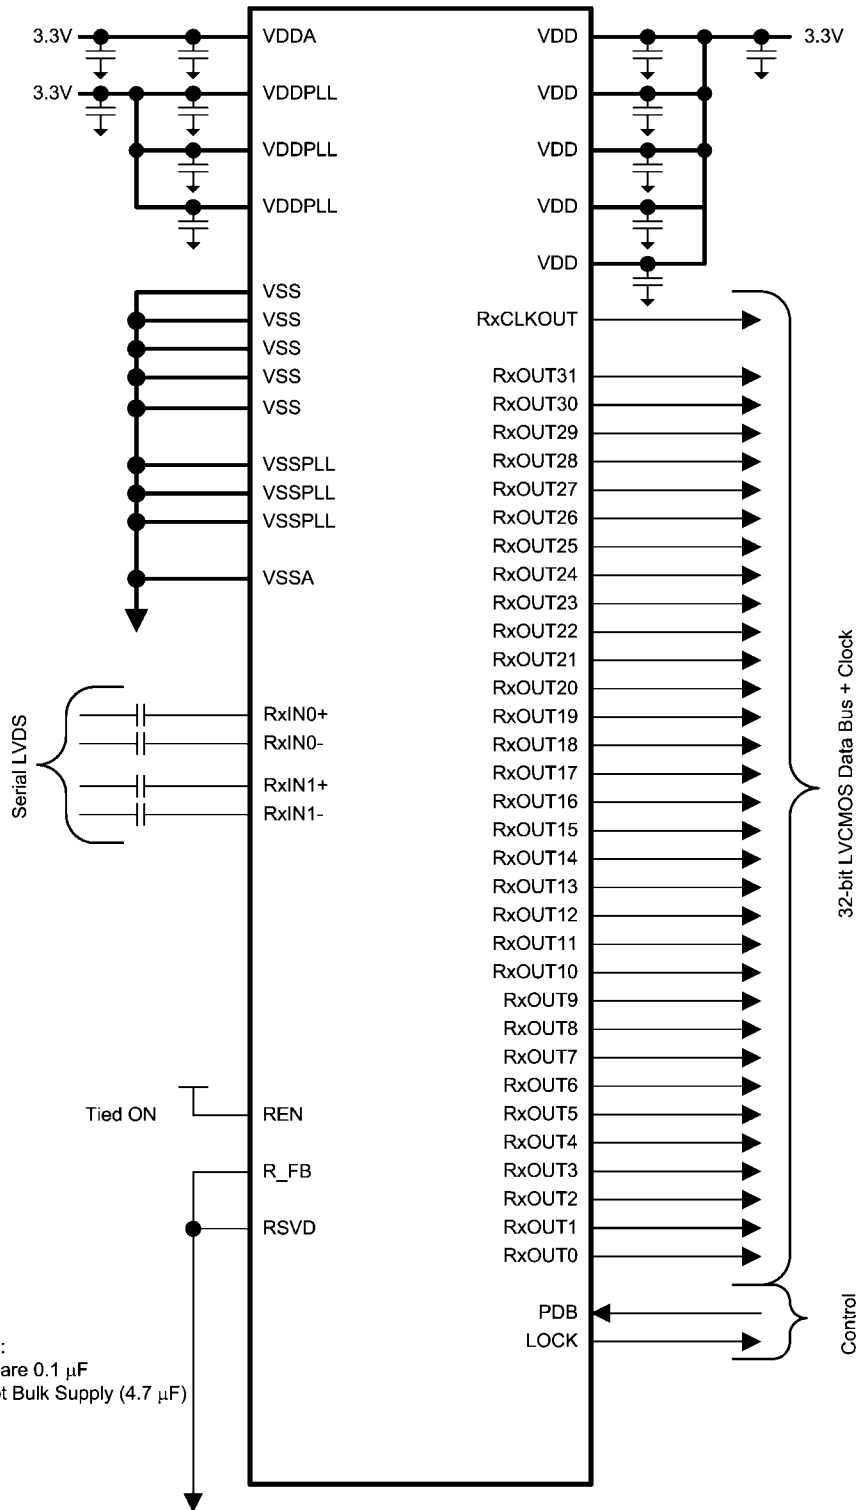 3.3V
VDDA
VDD
3.3V
3.3V
VDDPLL
VDD
VDDPLL
VDD
VDDPLL
VDD
VDD
VSS
VSS
RxCLKOUT
VSS
VSS
RxOUT31
VSS
RxOUT30
RxOUT29
VSSPLL
RxOUT28
VSSPLL
RxOUT27
VSSPLL
RxOUT26
RxOUT25
VSSA
RxOUT24
RxOUT23
RxOUT22
RxOUT21
RxOUT20
RxIN0+
RxOUT19
RxIN0-
RxOUT18
RxIN1+
RxOUT17
RxOUT16
RxIN1-
RxOUT15
Serial LVDS
32-bit LVCMOS Data Bus + Clock
RxOUT14
RxOUT13
RxOUT12
RxOUT11
RxOUT10
RxOUT9
RxOUT8
RxOUT7
RxOUT6
Tied ON
REN
RxOUT5
RxOUT4
R_FB
RxOUT3
RxOUT2
RSVD
RxOUT1
RxOUT0
PDB
LOCK
Control
:
are 0.1 μF
Bulk Supply (4.7 μF)